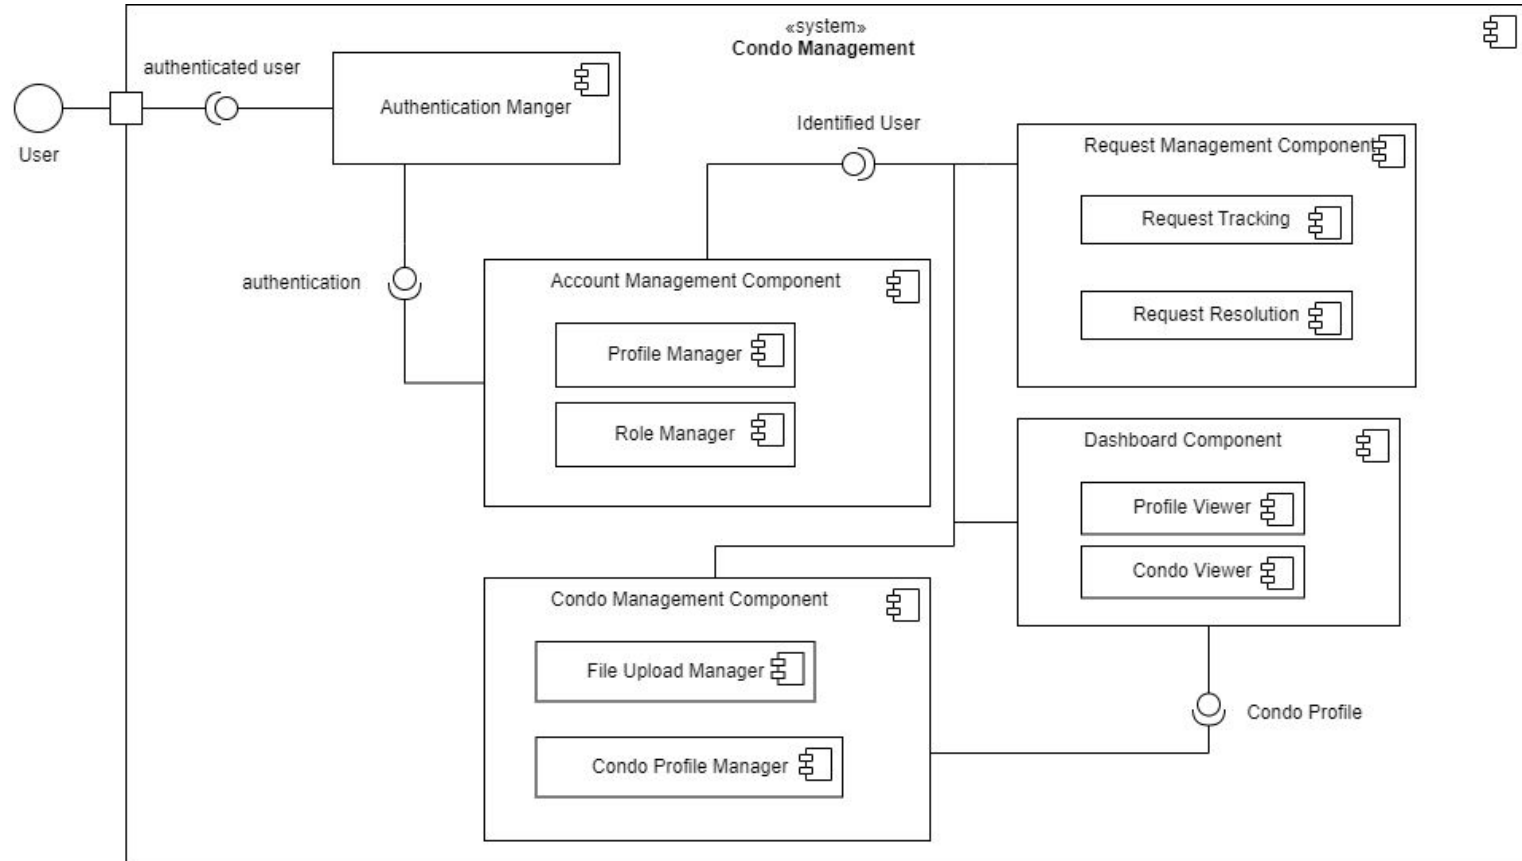 «system»
Condo Management
authenticated user
Authentication Manger
User
Identified User
Request Management Component
Request Tracking
Request Resolution
authentication
Account Management Component
Profile Manager
Role Manager
Dashboard Component
Profile Viewer
Condo Viewer
Condo Management Component
File Upload Manager
Condo Profile Manager
Condo Profile